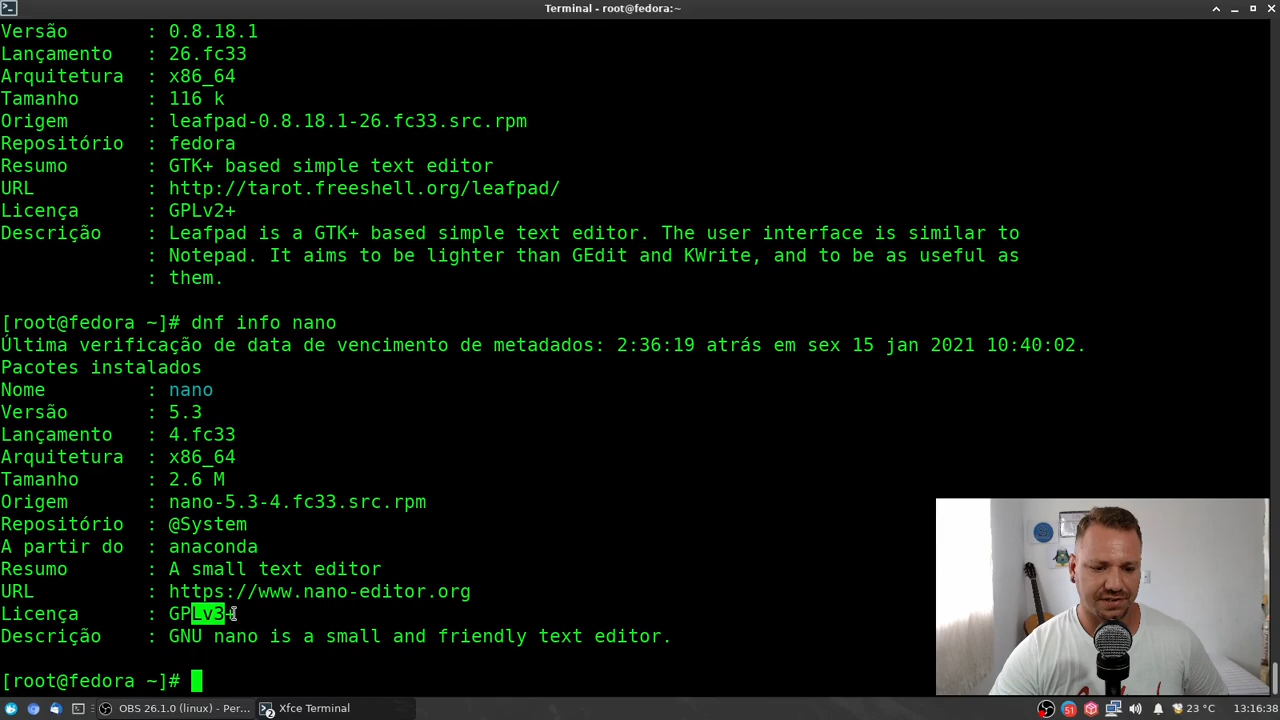 Terminal - root@fedora:~
Versão : 0.8.18.1
Lançamento : 26.fc33
Arquitetura : x86_64
Tamanho : 116 k
Origem : leafpad-0.8.18.1-26.fc33.src.rpm
Repositório : fedora
Resumo : GTK+ based simple text editor
URL : http://tarot.freeshell.org/leafpad/
Licença : GPLv2+
Descrição : Leafpad is a GTK+ based simple text editor. The user interface is similar to
: Notepad. It aims to be lighter than GEdit and KWrite, and to be as useful as
: them.
[root@fedora ~]# dnf info nano
Última verificação de data de vencimento de metadados: 2:36:19 atrás em sex 15 jan 2021 10:40:02.
Pacotes instalados
Nome : nano
Versão : 5.3
Lançamento : 4.fc33
Arquitetura : x86_64
Tamanho : 2.6 M
Origem : nano-5.3-4.fc33.src.rpm
Repositório : @System
A partir do : anaconda
Resumo : A small text editor
URL : https://www.nano-editor.org
Licença : GPLv3+
Descrição : GNU nano is a small and friendly text editor.
[root@fedora ~]#
OBS 26.1.0 (linux) - Per... 2 Xfce Terminal 51 23 °C 13:16:38